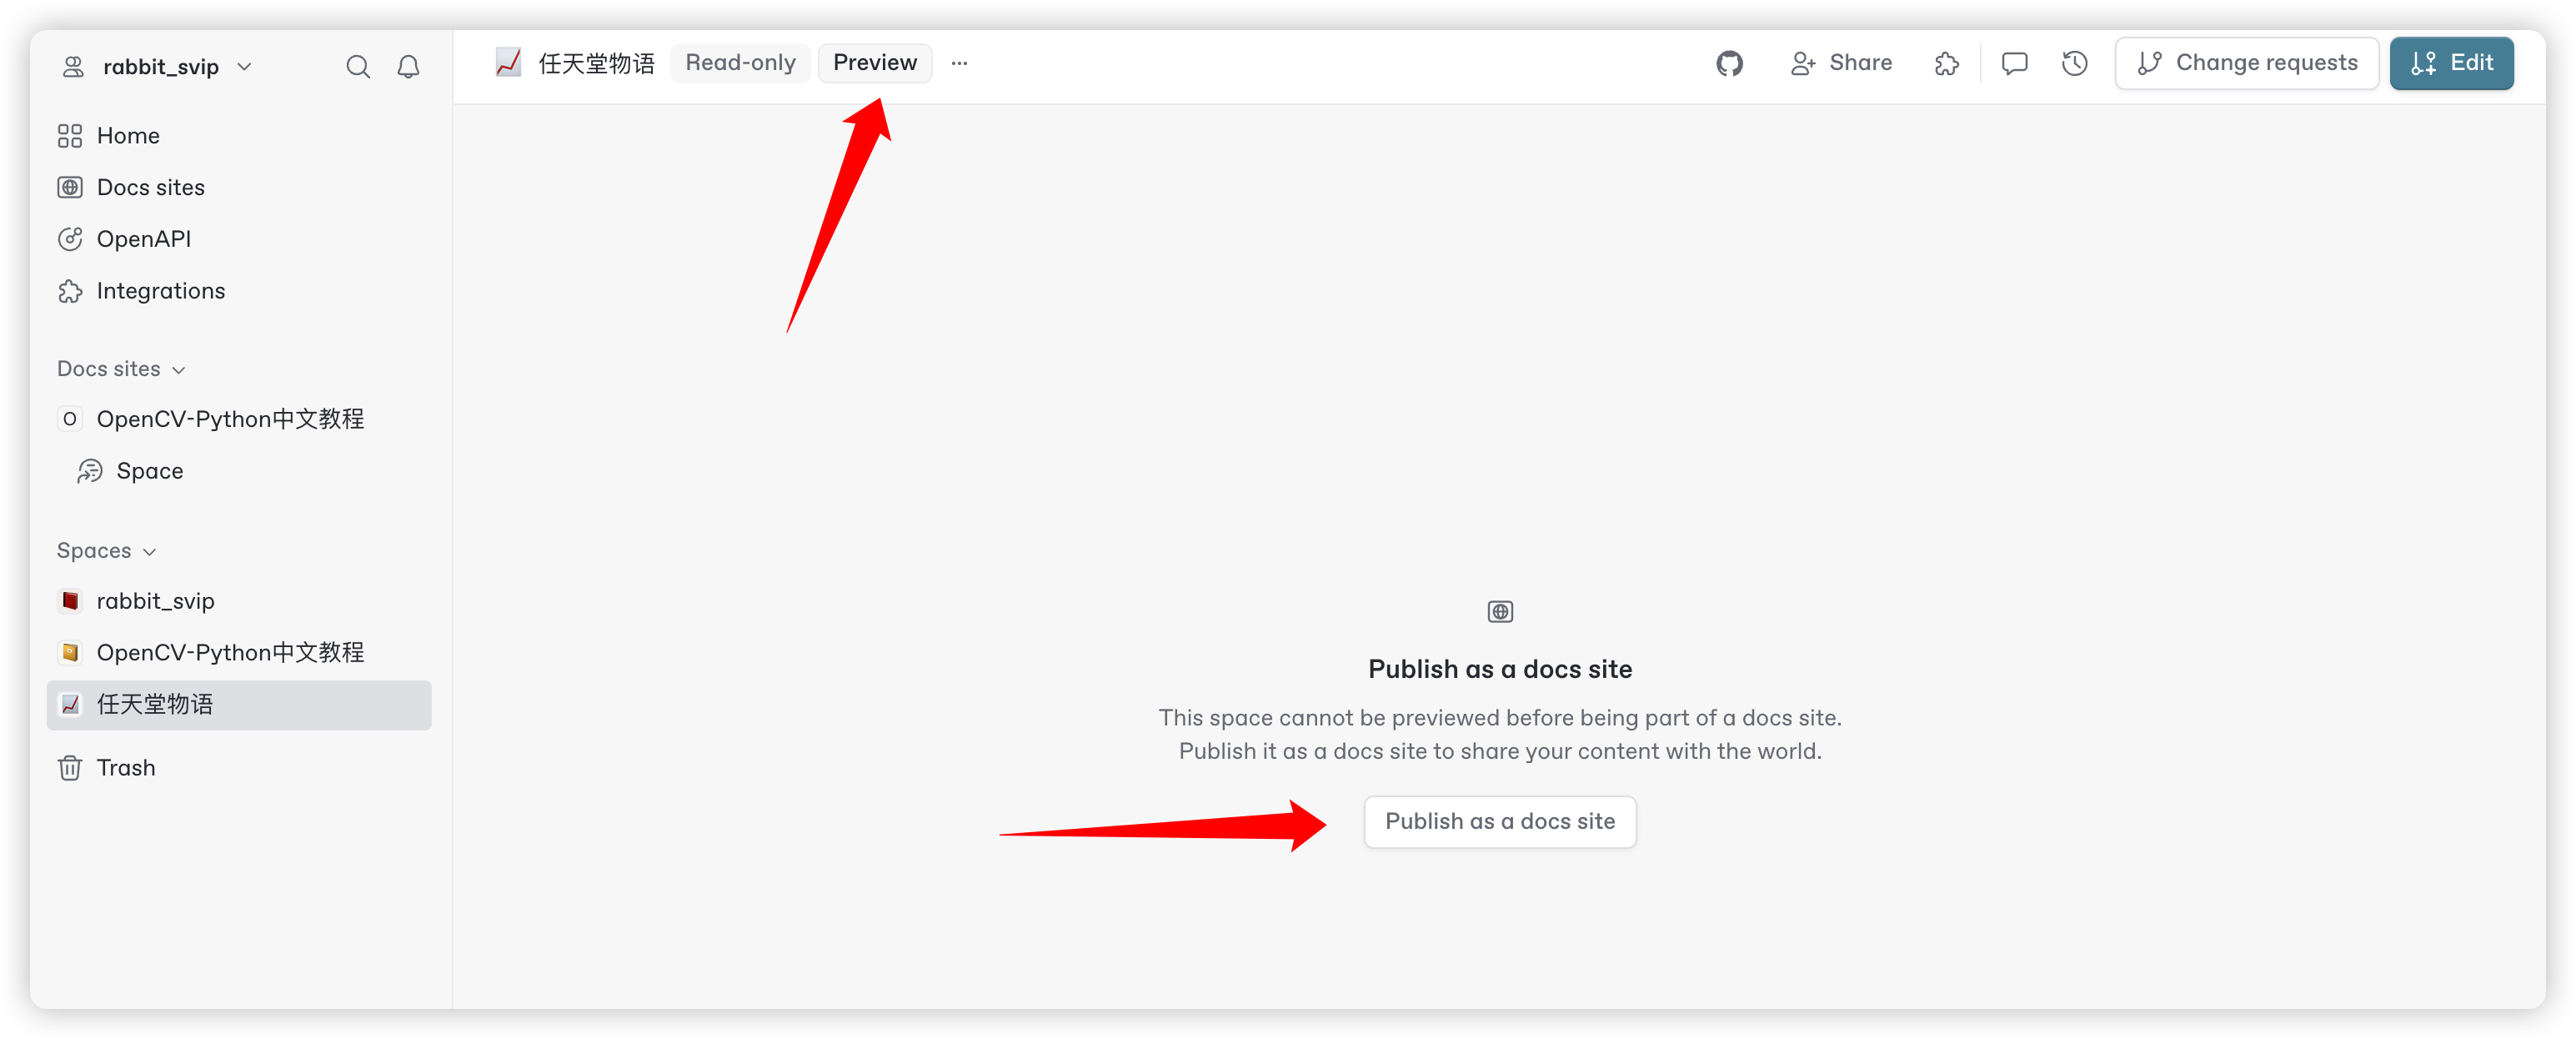 rabbit_svip
Home
Docs sites
OpenAPI
Integrations
Docs sites
O OpenCV-Python中文教程
Space
Spaces
rabbit_svip
OpenCV-Python中文教程
任天堂物语
Trash
任天堂物语 Read-only Preview ...
Share
Change requests
Edit
Publish as a docs site
This space cannot be previewed before being part of a docs site.
Publish it as a docs site to share your content with the world.
Publish as a docs site